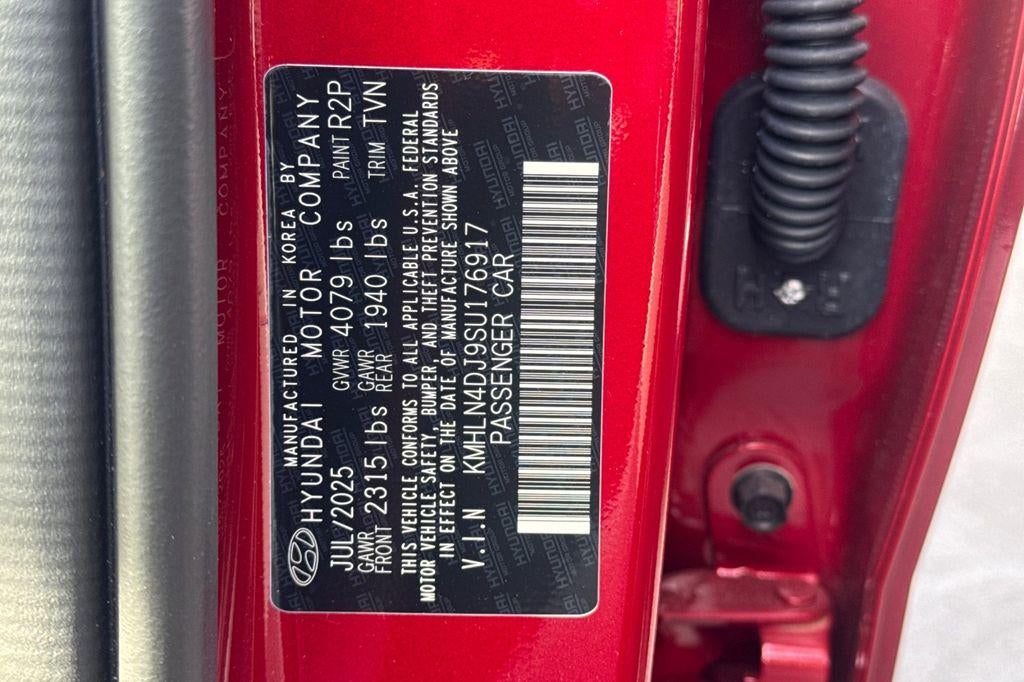 MANUFACTURED IN KOREA BY
HYUNDAI MOTOR COMPANY
JUL/2025 GVWR 4079 lbs PAINT R2P
GAWR FRONT 2315 lbs GAWR REAR 1940 lbs TRIM TVN
THIS VEHICLE CONFORMS TO ALL APPLICABLE U.S.A. FEDERAL
MOTOR VEHICLE SAFETY, BUMPER, AND THEFT PREVENTION STANDARDS
IN EFFECT ON THE DATE OF MANUFACTURE SHOWN ABOVE
V.I.N KMHLN4DJ9SU176917
PASSENGER CAR